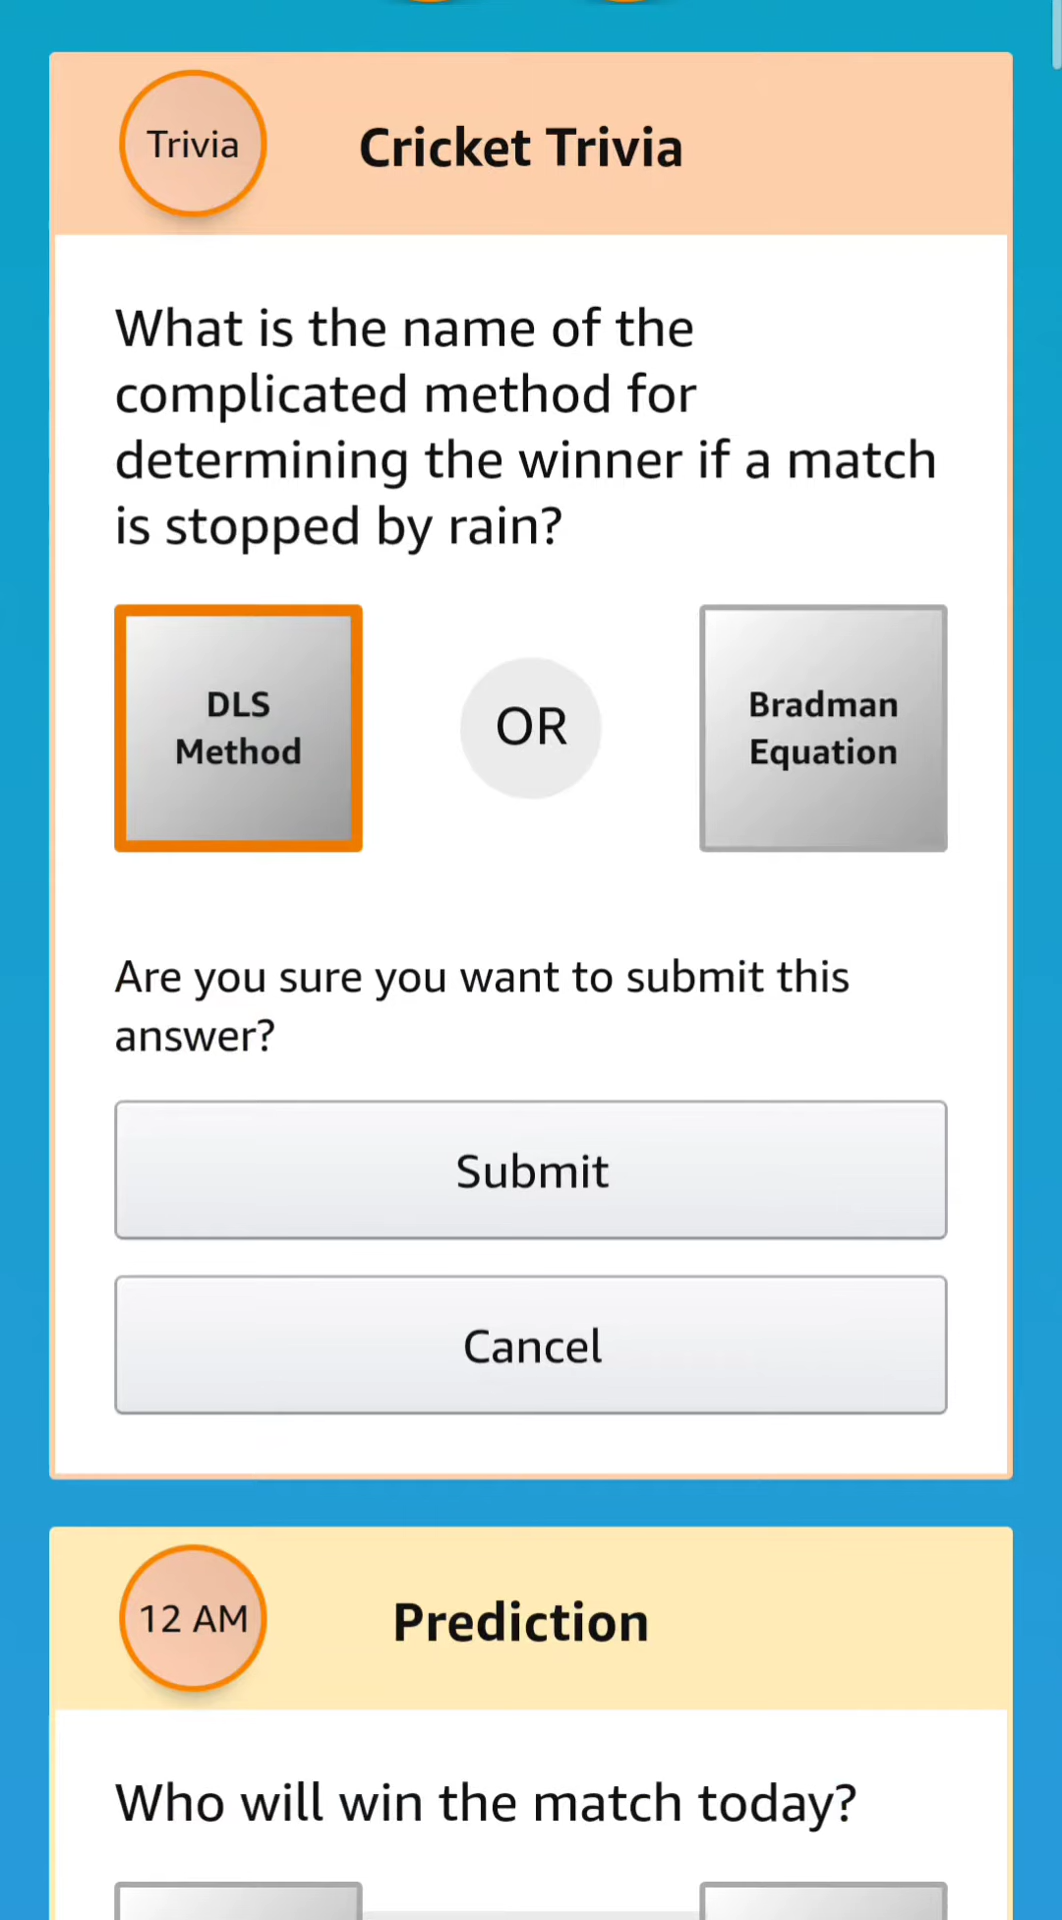 Trivia
Cricket Trivia
What is the name of the
complicated method for
determining the winner if a match
is stopped by rain?
DLS
Method
OR
Bradman
Equation
Are you sure you want to submit this
answer?
Submit
Cancel
12 AM
Prediction
Who will win the match today?